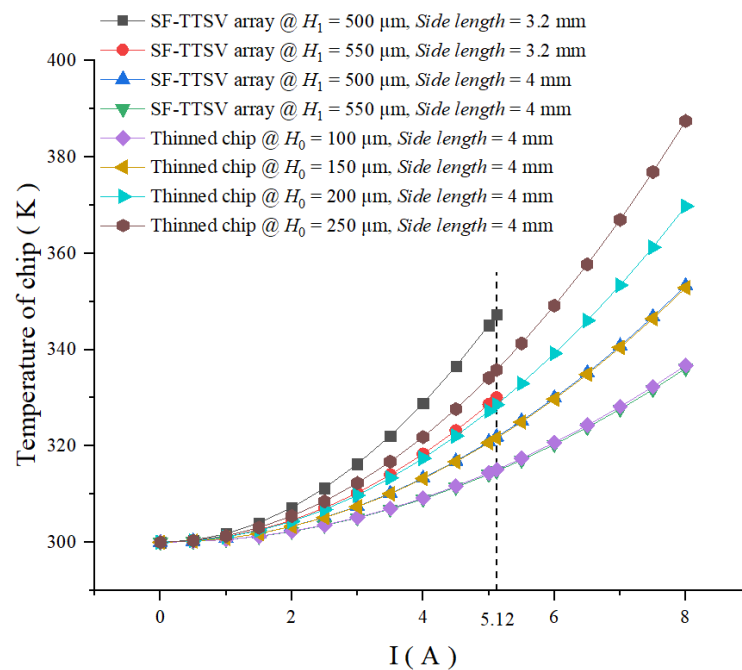 SF-TTSV array @ H₁ = 500 μm, Side length = 3.2 mm
SF-TTSV array @ H₁ = 550 μm, Side length = 3.2 mm
SF-TTSV array @ H₁ = 500 μm, Side length = 4 mm
SF-TTSV array @ H₁ = 550 μm, Side length = 4 mm
Thinned chip @ H₀ = 100 μm, Side length = 4 mm
Thinned chip @ H₀ = 150 μm, Side length = 4 mm
Thinned chip @ H₀ = 200 μm, Side length = 4 mm
Thinned chip @ H₀ = 250 μm, Side length = 4 mm
Temperature of chip ( K )
400
380
360
340
320
300
0
2
4
5.12
6
8
I ( A )